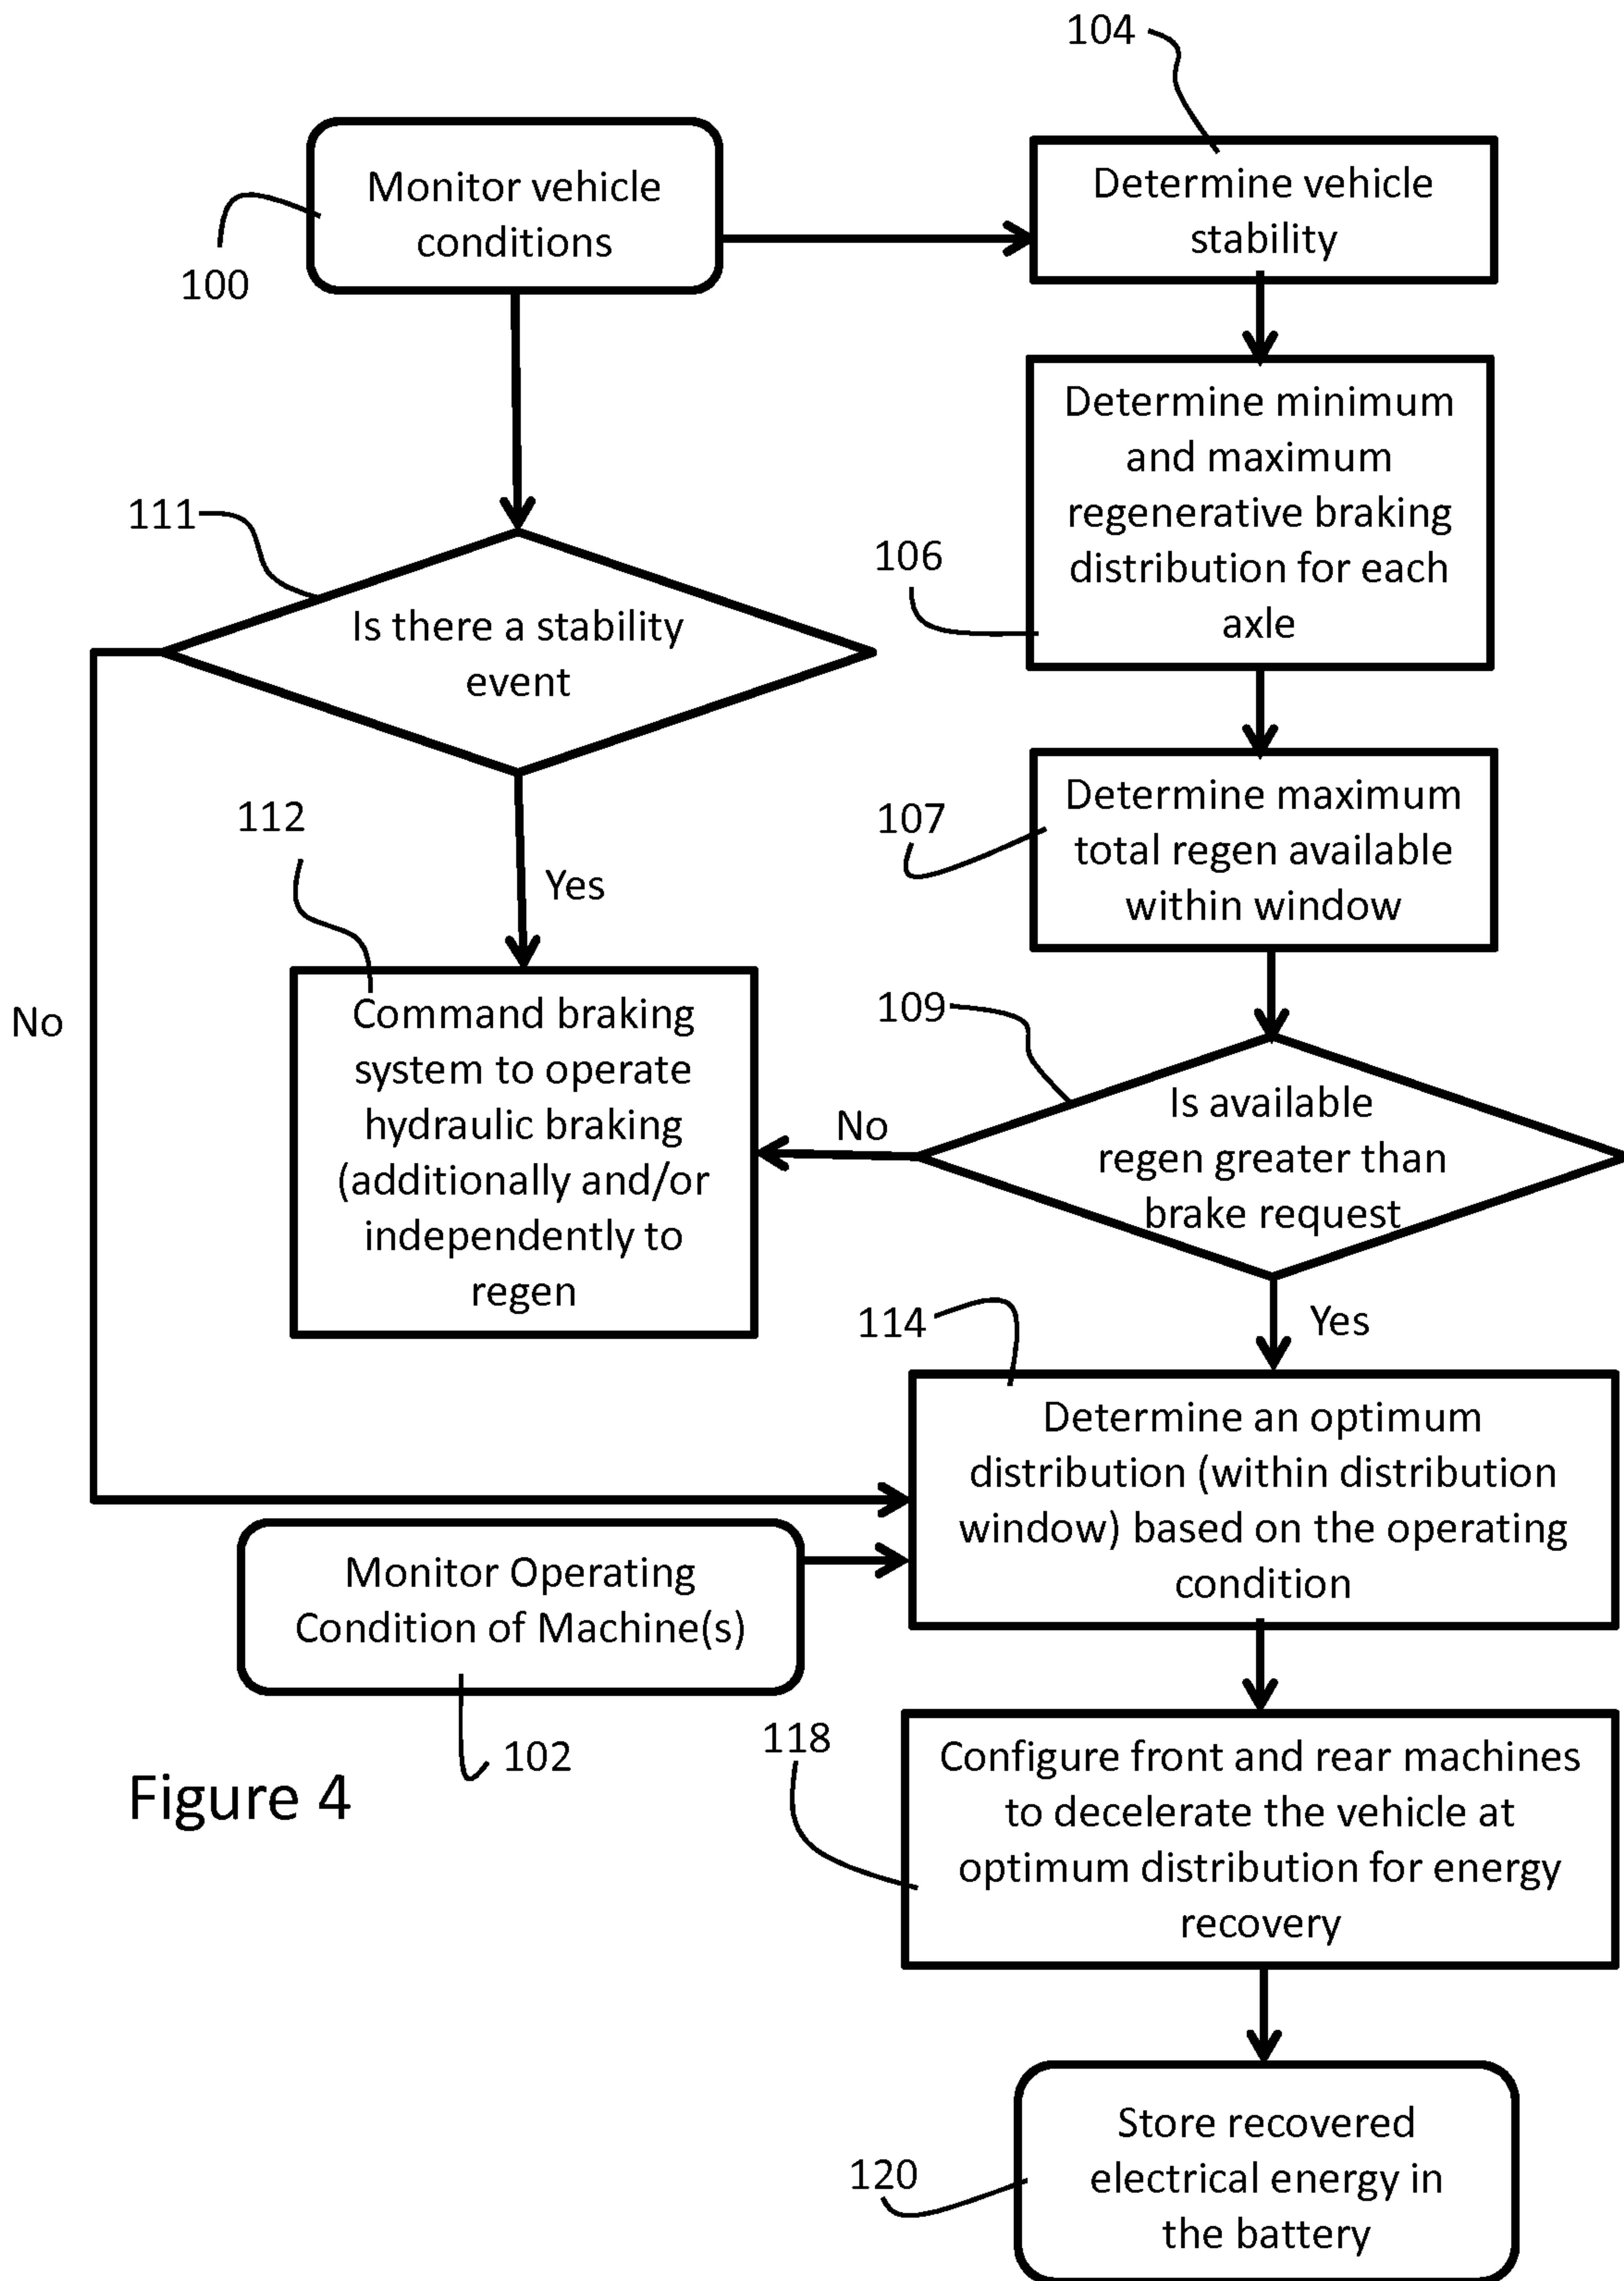 104
Monitor vehicle
conditions
100
Determine vehicle
stability
Determine minimum
and maximum
regenerative braking
distribution for each
axle
106
111
Is there a stability
event
Yes
No
112
Command braking
system to operate
hydraulic braking
(additionally and/or
independently to
regen
107
Determine maximum
total regen available
within window
109
Is available
regen greater than
brake request
No
Yes
114
Determine an optimum
distribution (within distribution
window) based on the operating
condition
Monitor Operating
Condition of Machine(s)
102
118
Configure front and rear machines
to decelerate the vehicle at
optimum distribution for energy
recovery
Figure 4
120
Store recovered
electrical energy in
the battery